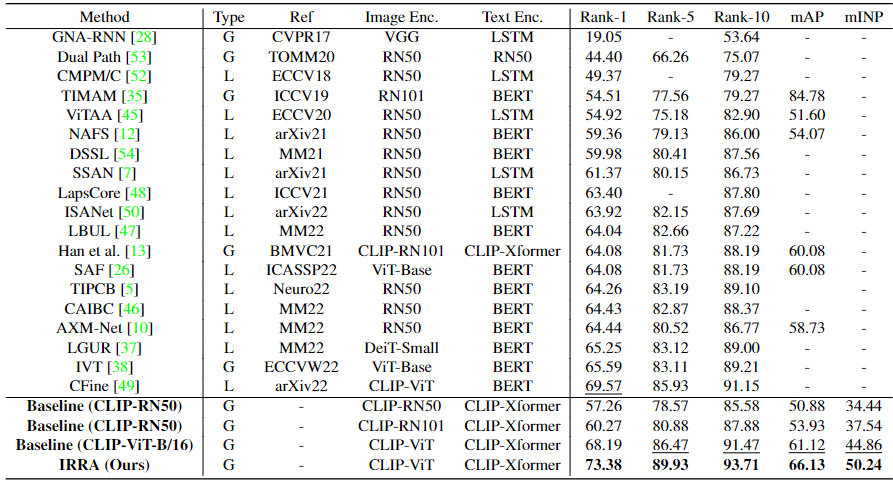 Method Type Ref Image Enc. Text Enc. Rank-1 Rank-5 Rank-10 mAP mINP
GNA-RNN [28] G CVPR17 VGG LSTM 19.05 - 53.64 - -
Dual Path [53] G TOMM20 RN50 RN50 44.40 66.26 75.07 - -
CMPM/C [52] L ECCV18 RN50 LSTM 49.37 - 79.27 - -
TIMAM [35] G ICCV19 RN101 BERT 54.51 77.56 79.27 84.78 -
ViTAA [45] L ECCV20 RN50 LSTM 54.92 75.18 82.90 51.60 -
NAFS [12] L arXiv21 RN50 BERT 59.36 79.13 86.00 54.07 -
DSSL [54] L MM21 RN50 BERT 59.98 80.41 87.56 - -
SSAN [7] L arXiv21 RN50 LSTM 61.37 80.15 86.73 - -
LapsCore [48] L ICCV21 RN50 BERT 63.40 - 87.80 - -
ISANet [50] L arXiv22 RN50 LSTM 63.92 82.15 87.69 - -
LBUL [47] L MM22 RN50 BERT 64.04 82.66 87.22 - -
Han et al. [13] G BMVC21 CLIP-RN101 CLIP-Xformer 64.08 81.73 88.19 60.08 -
SAF [26] L ICASSP22 ViT-Base BERT 64.08 81.73 88.19 60.08 -
TIPCB [5] L Neuro22 RN50 BERT 64.26 83.19 89.10 - -
CAIBC [46] L MM22 RN50 BERT 64.43 82.87 88.37 - -
AXM-Net [10] L MM22 RN50 BERT 64.44 80.52 86.77 58.73 -
LGUR [37] L MM22 DeiT-Small BERT 65.25 83.12 89.00 - -
IVT [38] G ECCVW22 ViT-Base BERT 65.59 83.11 89.21 - -
CFine [49] L arXiv22 CLIP-ViT BERT 69.57 85.93 91.15 - -
Baseline (CLIP-RN50) G - CLIP-RN50 CLIP-Xformer 57.26 78.57 85.58 50.88 34.44
Baseline (CLIP-RN50) G - CLIP-RN101 CLIP-Xformer 60.27 80.88 87.88 53.93 37.54
Baseline (CLIP-ViT-B/16) G - CLIP-ViT CLIP-Xformer 68.19 86.47 91.47 61.12 44.86
IRRA (Ours) G - CLIP-ViT CLIP-Xformer 73.38 89.93 93.71 66.13 50.24